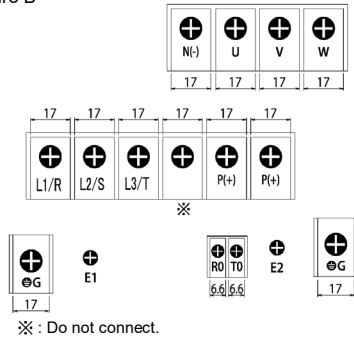 N(-) U V W
17 17 17 17
17 17 17 17 17 17
L1/R L2/S L3/T P(+) P(+)
※
G E1 R0 T0 E2 G
17 6.6 6.6 17
※ : Do not connect.